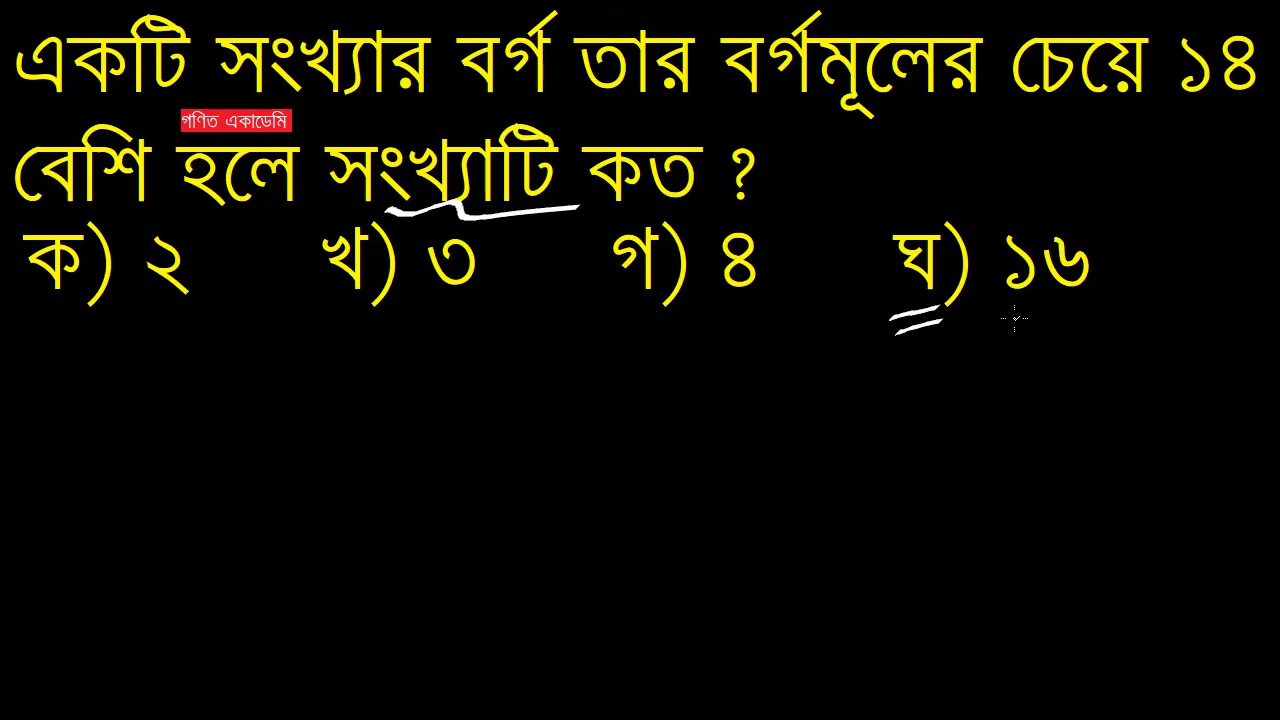 একটি সংখ্যার বর্গ তার বর্গমূলের চেয়ে ১৪
গণিত একাডেমি
বেশি হলে সংখ্যাটি কত ?
ক) ২ খ) ৩ গ) ৪ ঘ) ১৬